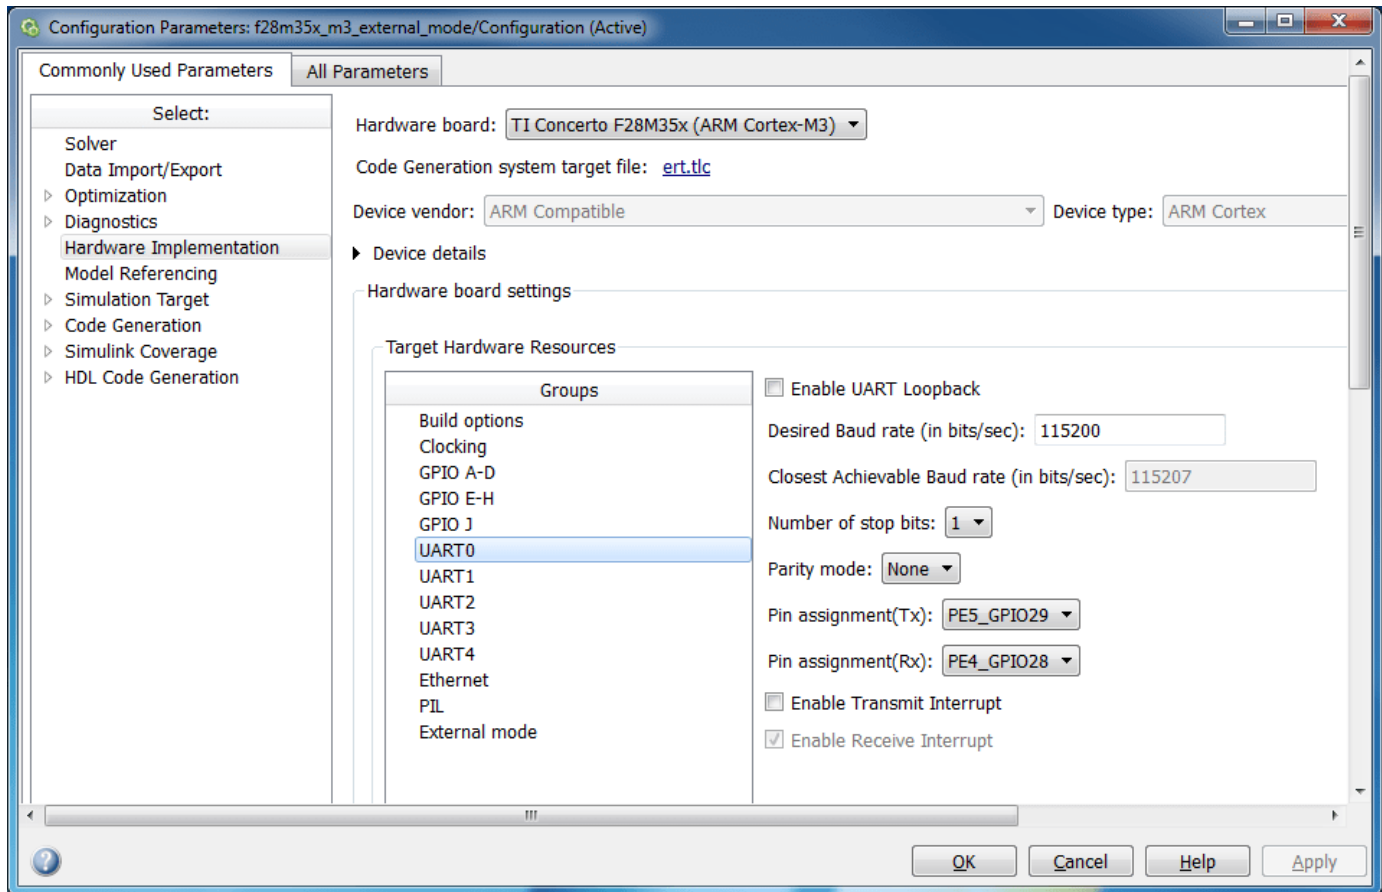 Configuration Parameters: f28m35x_m3_external_mode/Configuration (Active)
Commonly Used Parameters
All Parameters
Select:
Solver
Data Import/Export
Optimization
Diagnostics
Hardware Implementation
Model Referencing
Simulation Target
Code Generation
Simulink Coverage
HDL Code Generation
Hardware board: TI Concerto F28M35x (ARM Cortex-M3)
Code Generation system target file: ert.tlc
Device vendor: ARM Compatible Device type: ARM Cortex
Device details
Hardware board settings
Target Hardware Resources
Groups
Build options
Clocking
GPIO A-D
GPIO E-H
GPIO J
UART0
UART1
UART2
UART3
UART4
Ethernet
PIL
External mode
Enable UART Loopback
Desired Baud rate (in bits/sec): 115200
Closest Achievable Baud rate (in bits/sec): 115207
Number of stop bits: 1
Parity mode: None
Pin assignment(Tx): PE5_GPIO29
Pin assignment(Rx): PE4_GPIO28
Enable Transmit Interrupt
Enable Receive Interrupt
OK Cancel Help Apply